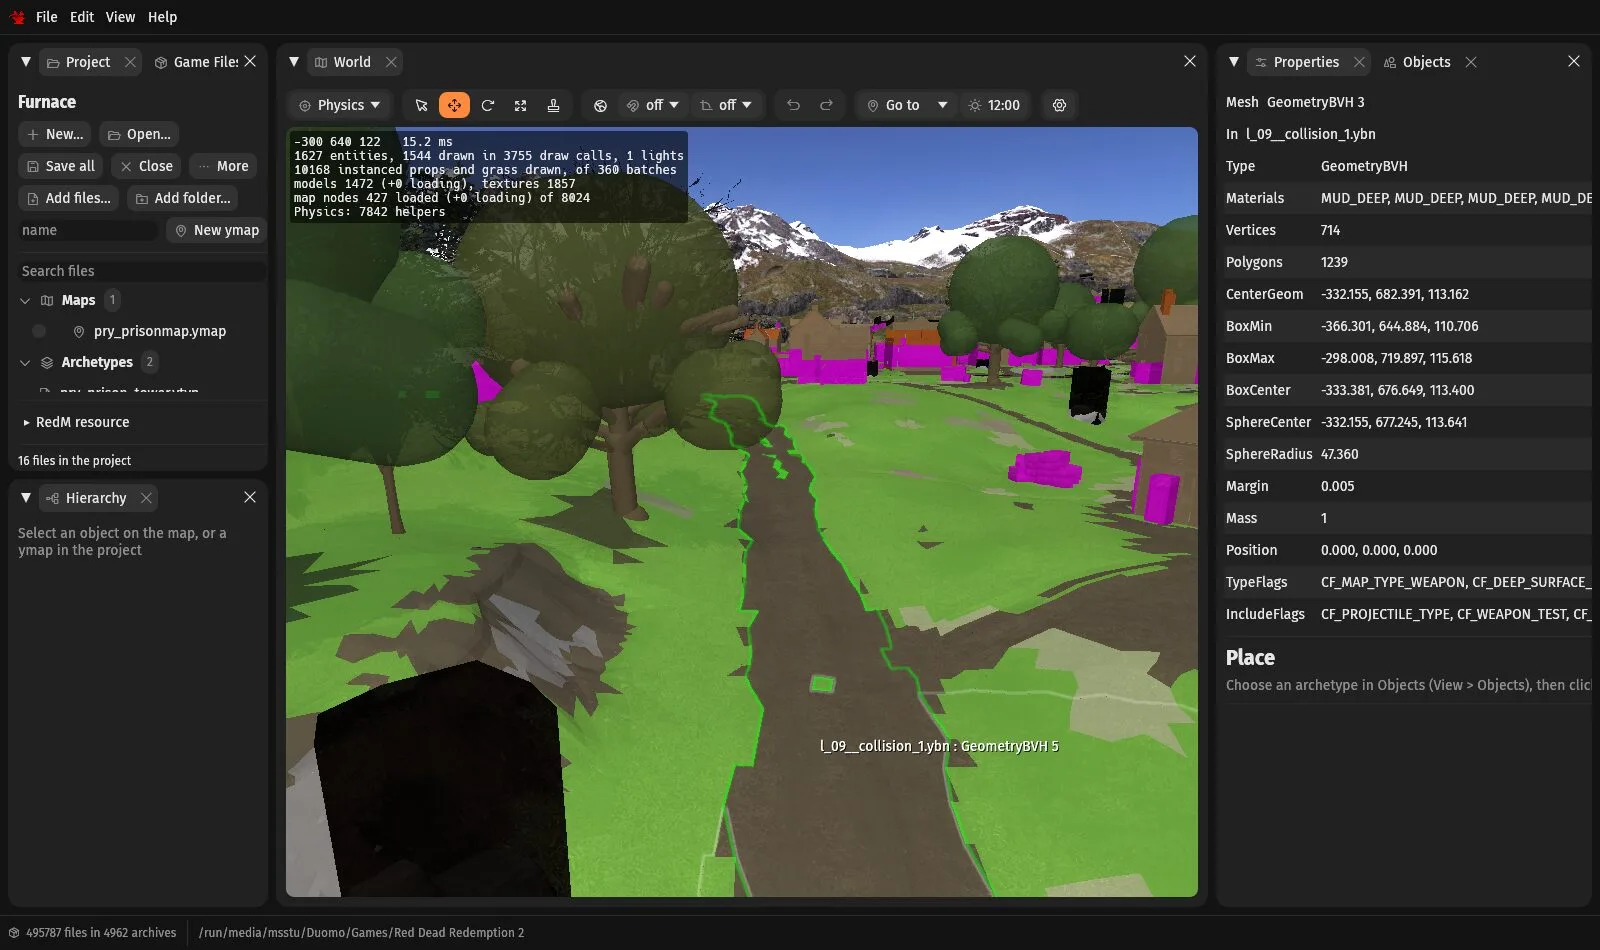 File Edit View Help
Project
Game Files
Furnace
New...
Open...
Save all
Close
More
Add files...
Add folder...
name
New ymap
Search files
Maps 1
pry_prisonmap.ymap
Archetypes 2
RedM resource
16 files in the project
Hierarchy
Select an object on the map, or a
ymap in the project
World
Physics
off
off
Go to
12:00
-300 640 122 15.2 ms
1627 entities, 1544 drawn in 3755 draw calls, 1 lights
10168 instanced props and grass drawn, of 360 batches
models 1472 (+0 loading), textures 1857
map nodes 427 loaded (+0 loading) of 8024
Physics: 7842 helpers
l_09__collision_1.ybn : GeometryBVH 5
Properties
Objects
Mesh GeometryBVH 3
In l_09__collision_1.ybn
Type GeometryBVH
Materials MUD_DEEP, MUD_DEEP, MUD_DEEP, MUD_DE
Vertices 714
Polygons 1239
CenterGeom -332.155, 682.391, 113.162
BoxMin -366.301, 644.884, 110.706
BoxMax -298.008, 719.897, 115.618
BoxCenter -333.381, 676.649, 113.400
SphereCenter -332.155, 677.245, 113.641
SphereRadius 47.360
Margin 0.005
Mass 1
Position 0.000, 0.000, 0.000
TypeFlags CF_MAP_TYPE_WEAPON, CF_DEEP_SURFACE_
IncludeFlags CF_PROJECTILE_TYPE, CF_WEAPON_TEST, CF_
Place
Choose an archetype in Objects (View > Objects), then clic
495787 files in 4962 archives
/run/media/msstu/Duomo/Games/Red Dead Redemption 2